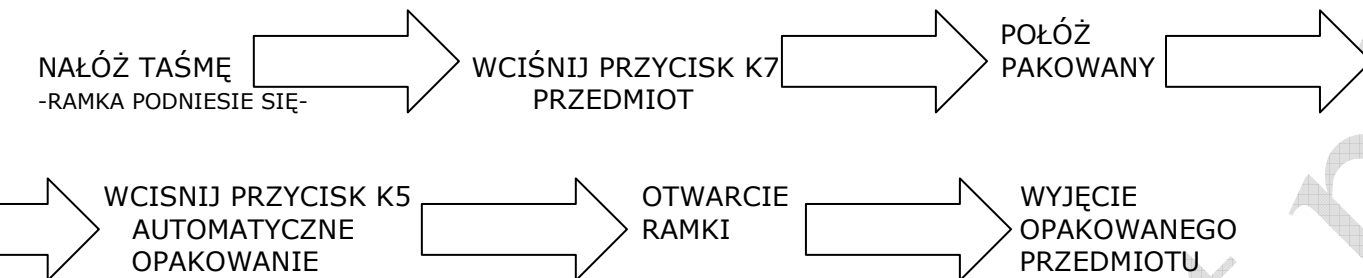 NAŁÓŻ TAŚMĘ
-RAMKA PODNIESIE SIĘ-
WCIŚNIJ PRZYCISK K7
PRZEDMIOT
POŁÓŻ
PAKOWANY
WCISNIJ PRZYCISK K5
AUTOMATYCZNE
OPAKOWANIE
OTWARCIE
RAMKI
WYJĘCIE
OPAKOWANEGO
PRZEDMIOTU